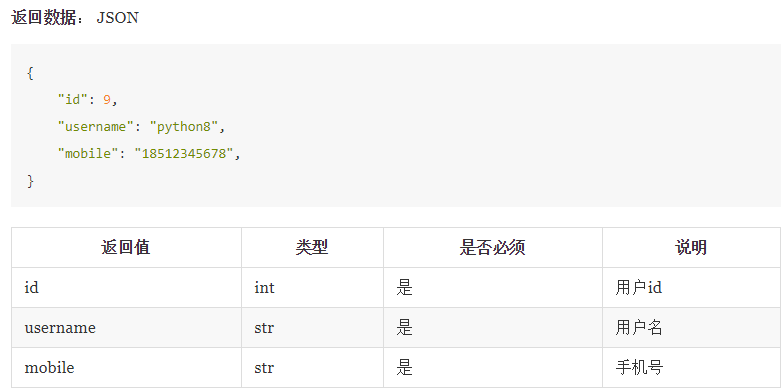 返回数据： JSON
{
    "id": 9,
    "username": "python8",
    "mobile": "18512345678",
}
返回值 类型 是否必须 说明
id int 是 用户id
username str 是 用户名
mobile str 是 手机号